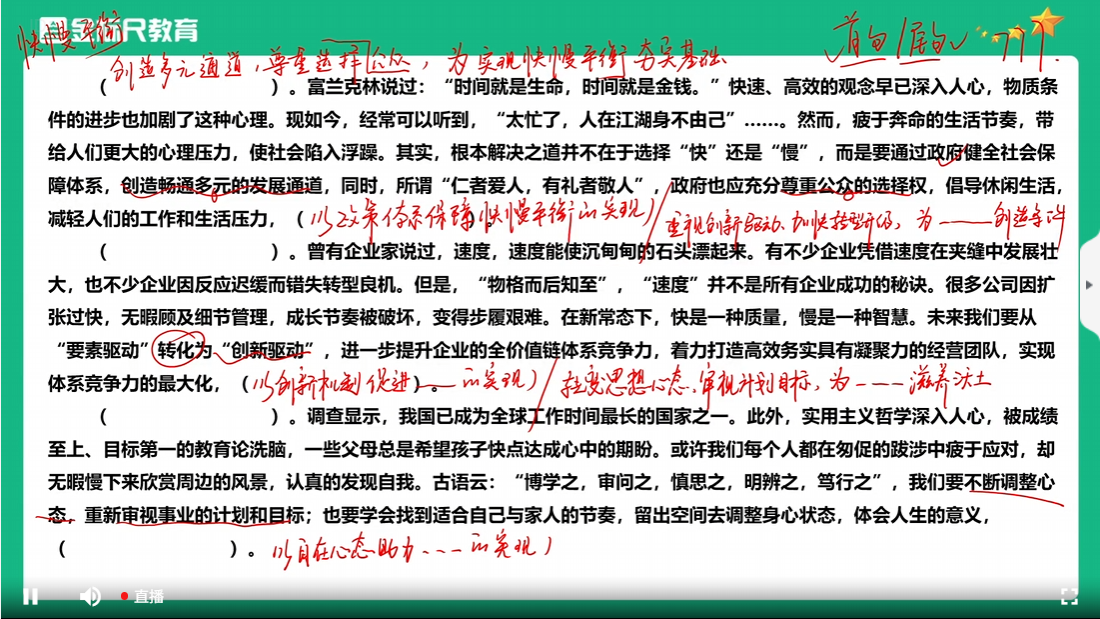 金标尺教育
快慢平衡
创造多元通道，尊重选择公众，为实现快慢平衡夯实基础
（ ）。富兰克林说过：“时间就是生命，时间就是金钱。”快速、高效的观念早已深入人心，物质条
件的进步也加剧了这种心理。现如今，经常可以听到，“太忙了，人在江湖身不由己”……。然而，疲于奔命的生活节奏，带
给人们更大的心理压力，使社会陷入浮躁。其实，根本解决之道并不在于选择“快”还是“慢”，而是要通过政府健全社会保
障体系，创造畅通多元的发展通道，同时，所谓“仁者爱人，有礼者敬人”，政府也应充分尊重公众的选择权，倡导休闲生活，
减轻人们的工作和生活压力，（ ）。
以政策体系保障快慢平衡的实现）
重视创新驱动、加快转型升级，为——创造条件
（ ）。曾有企业家说过，速度，速度能使沉甸甸的石头漂起来。有不少企业凭借速度在夹缝中发展壮
大，也不少企业因反应迟缓而错失转型良机。但是，“物格而后知至”，“速度”并不是所有企业成功的秘诀。很多公司因扩
张过快，无暇顾及细节管理，成长节奏被破坏，变得步履艰难。在新常态下，快是一种质量，慢是一种智慧。未来我们要从
“要素驱动”转化为“创新驱动”，进一步提升企业的全价值链体系竞争力，着力打造高效务实具有凝聚力的经营团队，实现
体系竞争力的最大化，（ ）。
以创新机制促进——的实现）
转变思想心态、审视计划目标，为---滋养沃土
（ ）。调查显示，我国已成为全球工作时间最长的国家之一。此外，实用主义哲学深入人心，被成绩
至上、目标第一的教育论洗脑，一些父母总是希望孩子快点达成心中的期盼。或许我们每个人都在匆促的跋涉中疲于应对，却
无暇慢下来欣赏周边的风景，认真的发现自我。古语云：“博学之，审问之，慎思之，明辨之，笃行之”，我们要不断调整心
态，重新审视事业的计划和目标；也要学会找到适合自己与家人的节奏，留出空间去调整身心状态，体会人生的意义，
（ ）。
以自在心态助力---的实现）
直播